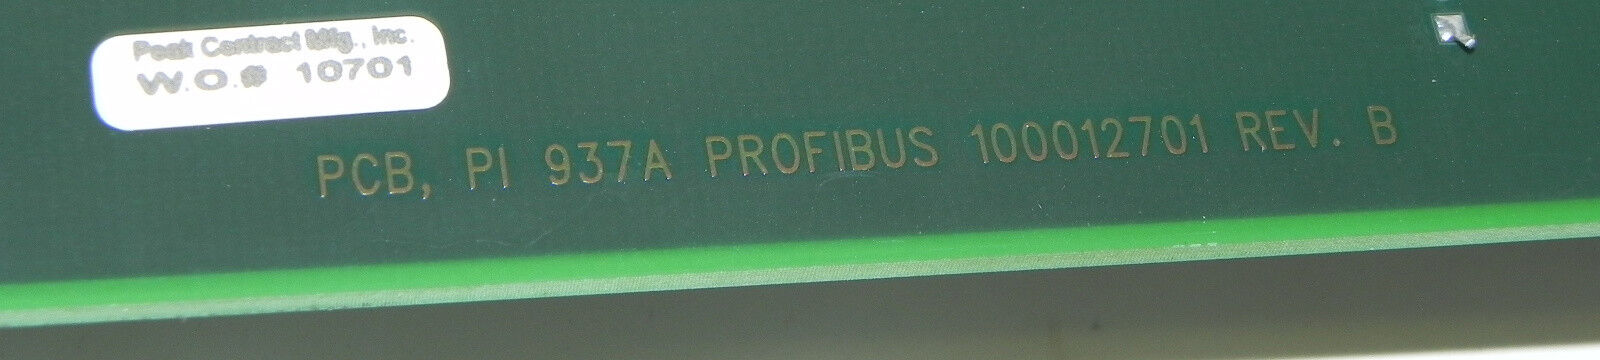 Peak Contract Mfg., Inc.
W.O.# 10701
PCB, PI 937A PROFIBUS 100012701 REV. B